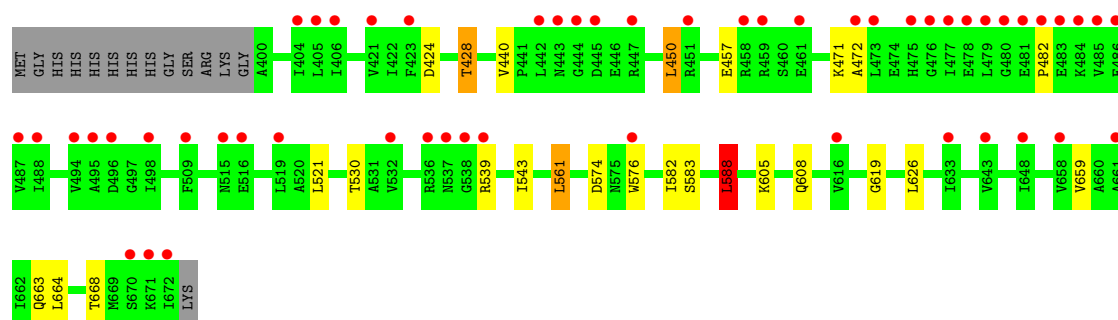 MET GLY HIS HIS HIS HIS HIS HIS GLY SER ARG LYS GLY A400 I404 L405 I406 V421 I422 F423 D424 T428 V440 P441 L442 N443 G444 D445 E446 R447 L450 R451 E457 R458 R459 S460 E461 K471 A472 L473 E474 H475 G476 I477 E478 L479 G480 E481 P482 E483 K484 V485 E486
V487 I488 V494 A495 D496 G497 I498 F509 N515 E516 L519 A520 L521 T530 A531 V532 R536 N537 G538 R539 I543 L561 D574 N575 W576 I582 S583 L588 K605 Q608 V616 G619 L626 I633 V643 I648 V658 V659 A660 A661
I662 Q663 L664 T668 M669 S670 K671 I672 LYS